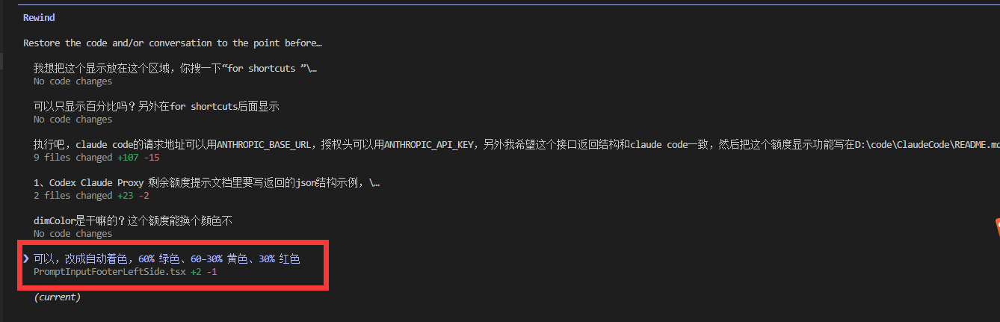 Rewind
Restore the code and/or conversation to the point before…
我想把这个显示放在这个区域，你搜一下“for shortcuts ”\…
No code changes
可以只显示百分比吗？另外在for shortcuts后面显示
No code changes
执行吧，claude code的请求地址可以用ANTHROPIC_BASE_URL，授权头可以用ANTHROPIC_API_KEY，另外我希望这个接口返回结构和claude code一致，然后把这个额度显示功能写在D:\code\ClaudeCode\README.md
9 files changed +107 -15
1、Codex Claude Proxy 剩余额度提示文档里要写返回的json结构示例，\…
2 files changed +23 -2
dimColor是干嘛的？这个额度能换个颜色不
No code changes
❯ 可以，改成自动着色，60% 绿色、60–30% 黄色、30% 红色
PromptInputFooterLeftSide.tsx +2 -1
(current)